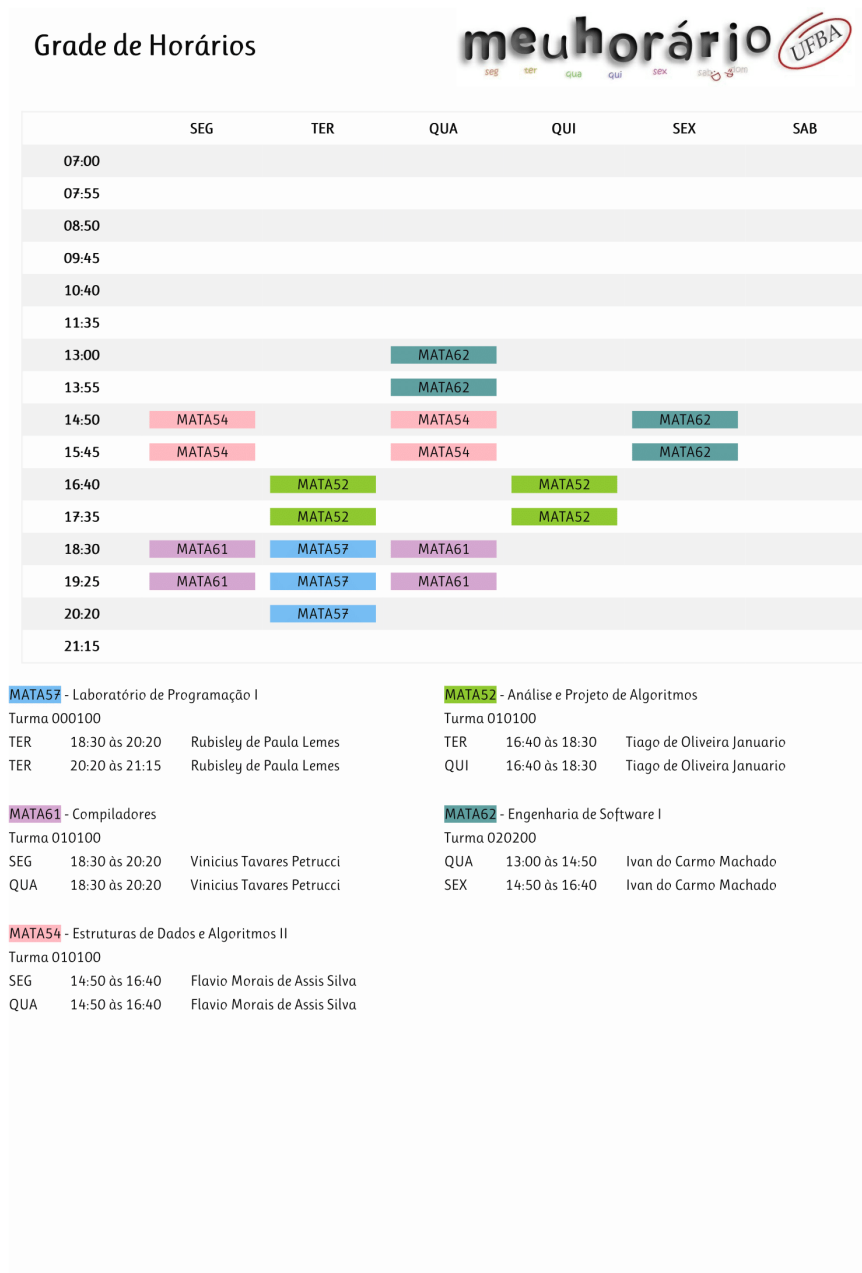 Grade de Horários
meuhorário UFBA
seg ter qua qui sex sab dom
SEG TER QUA QUI SEX SAB
07:00
07:55
08:50
09:45
10:40
11:35
13:00 MATA62
13:55 MATA62
14:50 MATA54 MATA54 MATA62
15:45 MATA54 MATA54 MATA62
16:40 MATA52 MATA52
17:35 MATA52 MATA52
18:30 MATA61 MATA57 MATA61
19:25 MATA61 MATA57 MATA61
20:20 MATA57
21:15
MATA57 - Laboratório de Programação I
Turma 000100
TER 18:30 às 20:20 Rubisley de Paula Lemes
TER 20:20 às 21:15 Rubisley de Paula Lemes
MATA52 - Análise e Projeto de Algoritmos
Turma 010100
TER 16:40 às 18:30 Tiago de Oliveira Januario
QUI 16:40 às 18:30 Tiago de Oliveira Januario
MATA61 - Compiladores
Turma 010100
SEG 18:30 às 20:20 Vinicius Tavares Petrucci
QUA 18:30 às 20:20 Vinicius Tavares Petrucci
MATA62 - Engenharia de Software I
Turma 020200
QUA 13:00 às 14:50 Ivan do Carmo Machado
SEX 14:50 às 16:40 Ivan do Carmo Machado
MATA54 - Estruturas de Dados e Algoritmos II
Turma 010100
SEG 14:50 às 16:40 Flavio Morais de Assis Silva
QUA 14:50 às 16:40 Flavio Morais de Assis Silva